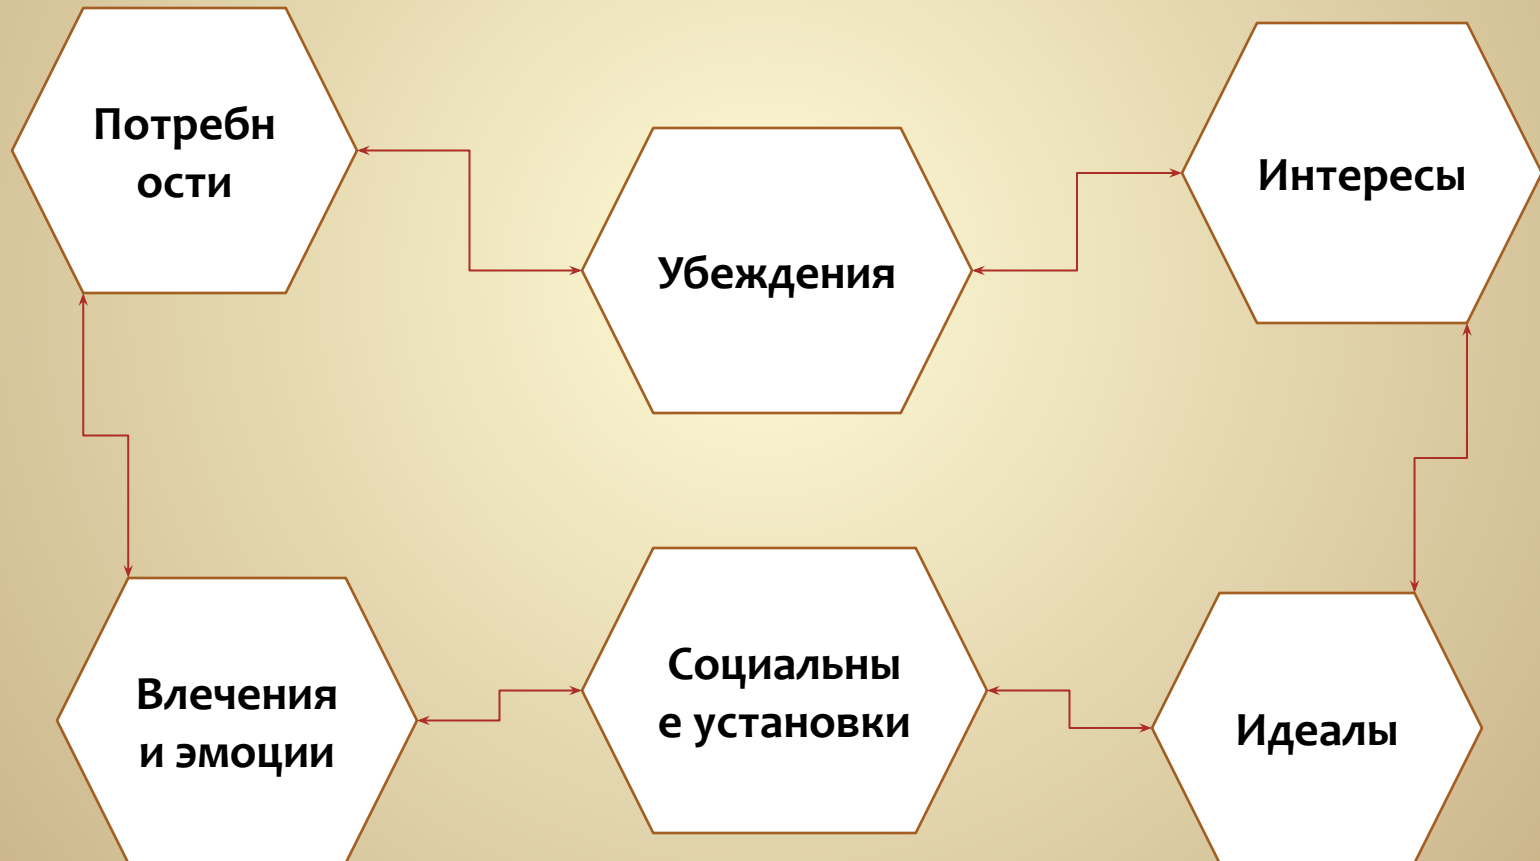 Потребн
ости
Убеждения
Интересы
Влечения
и эмоции
Социальны
е установки
Идеалы